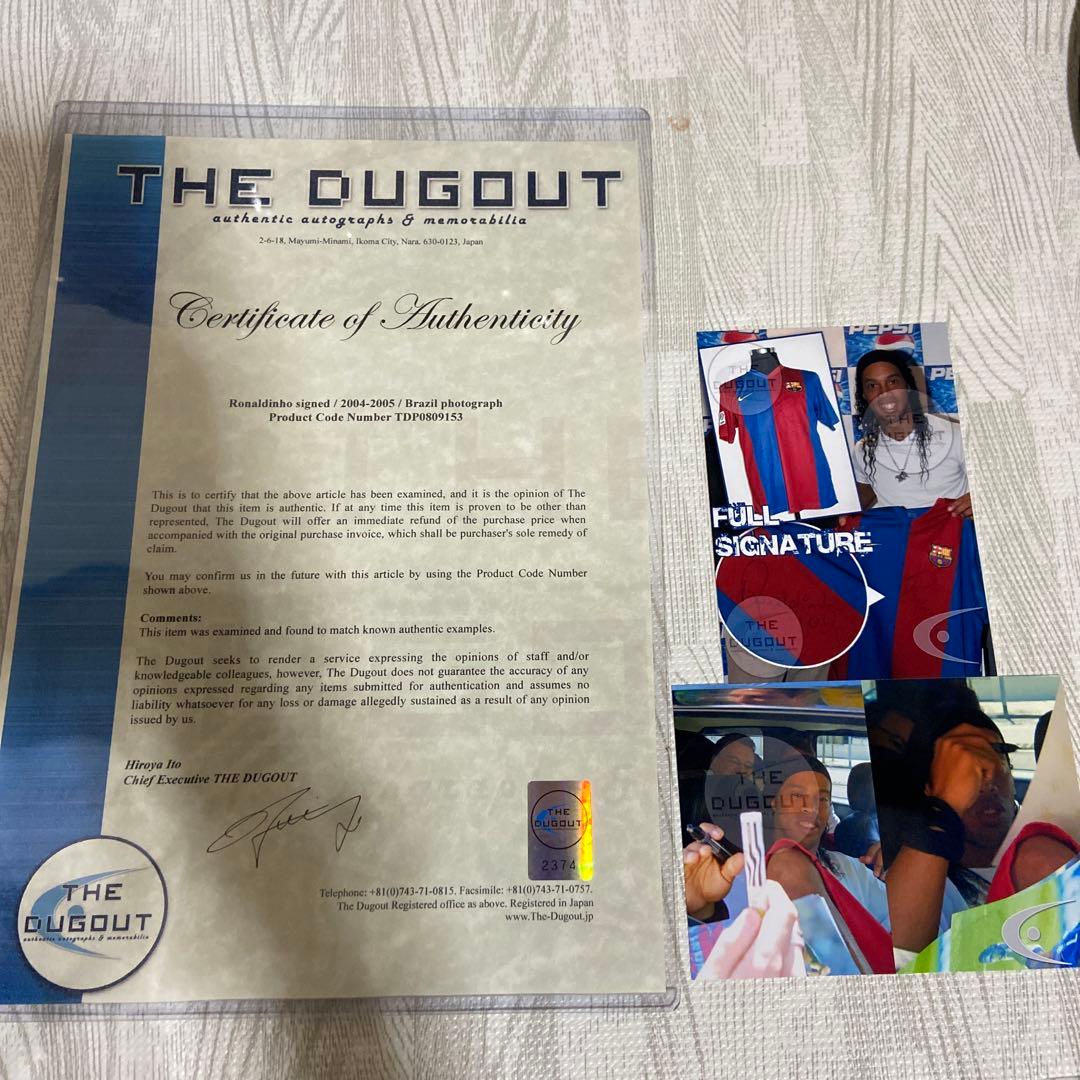 THE DUGOUT
authentic autographs & memorabilia
2-6-18, Mayumi-Minami, Ikoma City, Nara. 630-0123, Japan
Certificate of Authenticity
Ronaldinho signed / 2004-2005 / Brazil photograph
Product Code Number TDP0809153
This is to certify that the above article has been examined, and it is the opinion of The
Dugout that this item is authentic. If at any time this item is proven to be other than
represented, The Dugout will offer an immediate refund of the purchase price when
accompanied with the original purchase invoice, which shall be purchaser's sole remedy of
claim.
You may confirm us in the future with this article by using the Product Code Number
shown above.
Comments:
This item was examined and found to match known authentic examples.
The Dugout seeks to render a service expressing the opinions of staff and/or
knowledgeable colleagues, however, The Dugout does not guarantee the accuracy of any
opinions expressed regarding any items submitted for authentication and assumes no
liability whatsoever for any loss or damage allegedly sustained as a result of any opinion
issued by us.
Hiroya Ito
Chief Executive THE DUGOUT
THE
DUGOUT
2374
Telephone: +81(0)743-71-0815. Facsimile: +81(0)743-71-0757.
The Dugout Registered office as above. Registered in Japan
www.The-Dugout.jp
THE
DUGOUT
authentic autographs & memorabilia
PEPSI
THE
DUGOUT
THE
DUGOUT
FULL
SIGNATURE
THE
DUGOUT
THE
DUGOUT